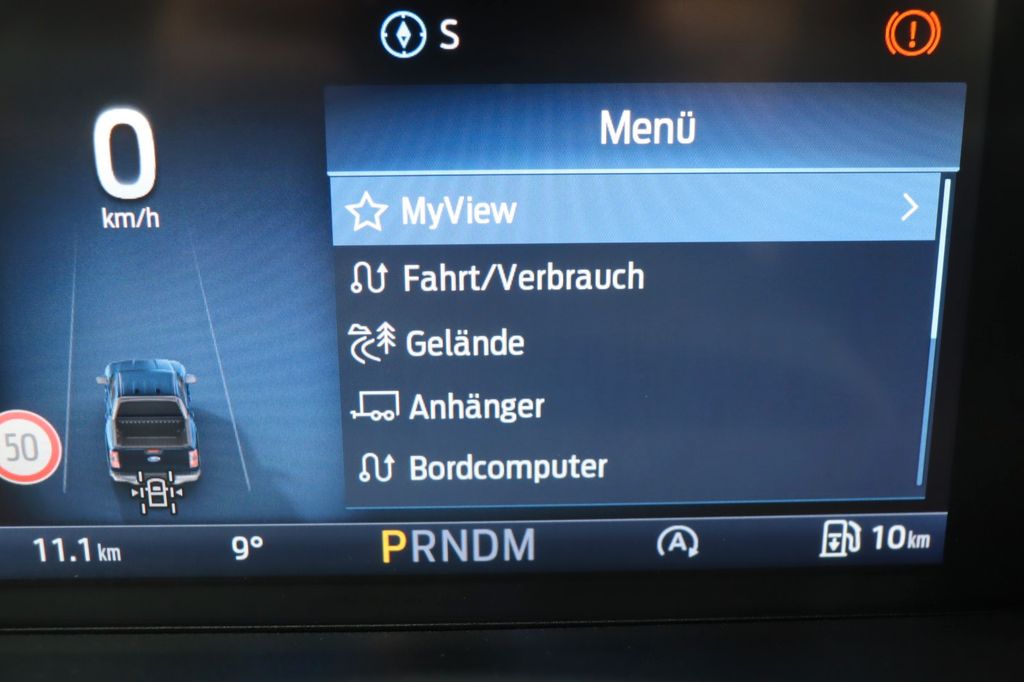 S
0
km/h
Menü
MyView
Fahrt/Verbrauch
Gelände
Anhänger
Bordcomputer
50
11.1 km 9° PRNDM A 10 km